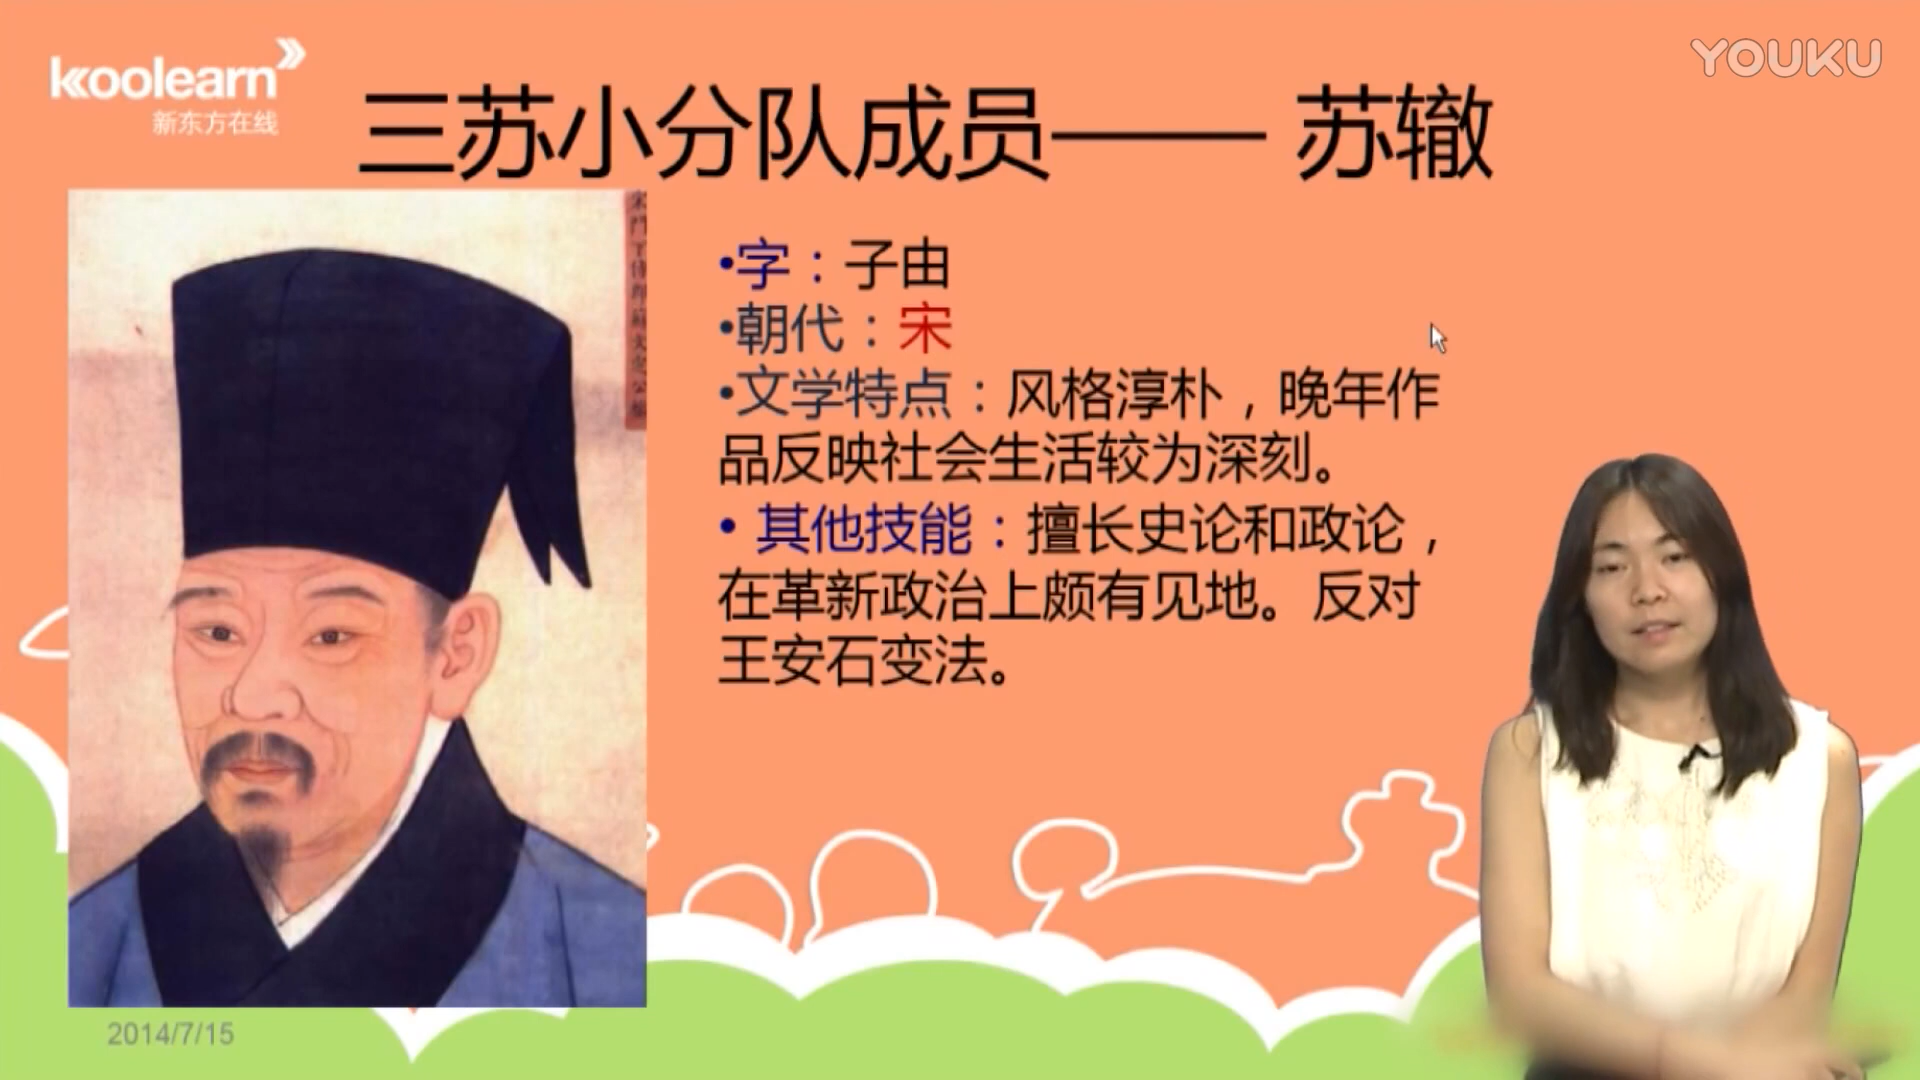 koolearn
新东方在线
YOUKU
三苏小分队成员—— 苏辙
•字：子由
•朝代：宋
•文学特点：风格淳朴，晚年作
品反映社会生活较为深刻。
• 其他技能：擅长史论和政论，
在革新政治上颇有见地。反对
王安石变法。
2014/7/15